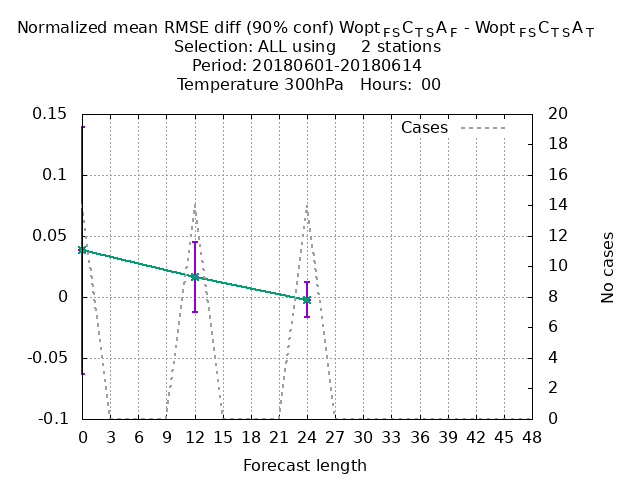 Normalized mean RMSE diff (90% conf) Wopt FS C TS A F - Wopt FS C TS A T
Selection: ALL using 2 stations
Period: 20180601-20180614
Temperature 300hPa Hours: 00
Cases
0.15
0.1
0.05
0
-0.05
-0.1
20
18
16
14
12
10
8
6
4
2
0
No cases
0 3 6 9 12 15 18 21 24 27 30 33 36 39 42 45 48
Forecast length